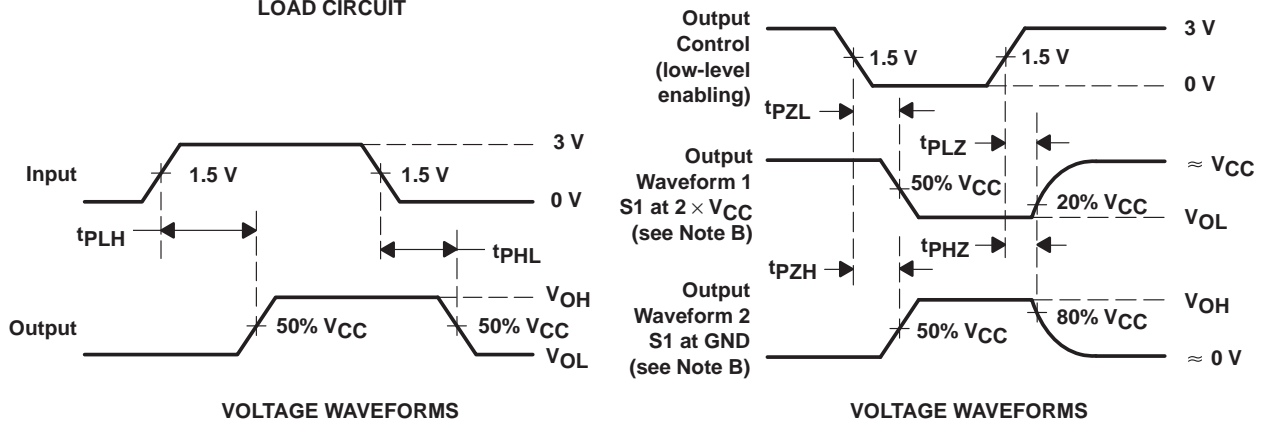 LOAD CIRCUIT
Input
1.5 V
1.5 V
3 V
0 V
tPLH
tPHL
Output
50% VCC
50% VCC
VOH
VOL
VOLTAGE WAVEFORMS
Output
Control
(low-level
enabling)
1.5 V
1.5 V
3 V
0 V
tPZL
tPLZ
Output
Waveform 1
S1 at 2 × VCC
(see Note B)
50% VCC
20% VCC
≈ VCC
VOL
tPZH
tPHZ
Output
Waveform 2
S1 at GND
(see Note B)
50% VCC
80% VCC
VOH
≈ 0 V
VOLTAGE WAVEFORMS